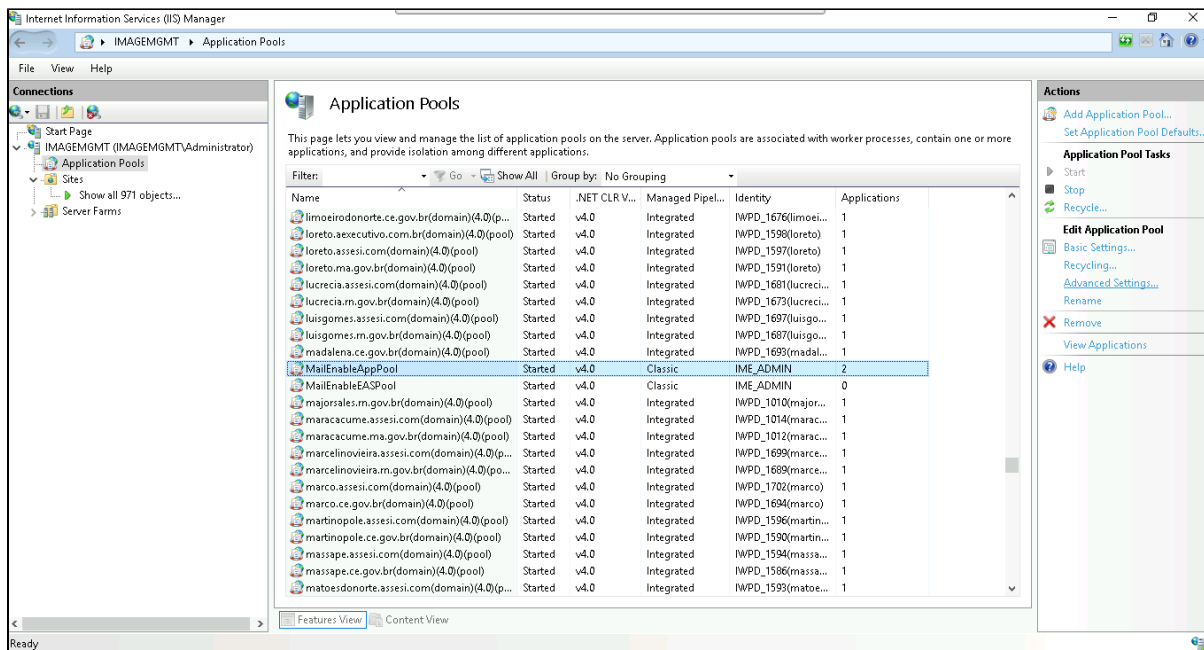 Internet Information Services (IIS) Manager
IMAGEMGMT Application Pools
File View Help
Connections
Start Page
IMAGEMGMT (IMAGEMGMT\Administrator)
Application Pools
Sites
Show all 971 objects...
Server Farms
Application Pools
This page lets you view and manage the list of application pools on the server. Application pools are associated with worker processes, contain one or more
applications, and provide isolation among different applications.
Filter: Go Show All Group by: No Grouping
Name Status .NET CLR V... Managed Pipel... Identity Applications
limoeirodonorte.ce.gov.br(domain)(4.0)(p... Started v4.0 Integrated IWPD_1676(limoei... 1
loreto.aexecutivo.com.br(domain)(4.0)(pool) Started v4.0 Integrated IWPD_1598(loreto) 1
loreto.assesi.com(domain)(4.0)(pool) Started v4.0 Integrated IWPD_1597(loreto) 1
loreto.ma.gov.br(domain)(4.0)(pool) Started v4.0 Integrated IWPD_1591(loreto) 1
lucrecia.assesi.com(domain)(4.0)(pool) Started v4.0 Integrated IWPD_1681(lucreci... 1
lucrecia.rn.gov.br(domain)(4.0)(pool) Started v4.0 Integrated IWPD_1673(lucreci... 1
luisgomes.assesi.com(domain)(4.0)(pool) Started v4.0 Integrated IWPD_1697(luisgo... 1
luisgomes.rn.gov.br(domain)(4.0)(pool) Started v4.0 Integrated IWPD_1687(luisgo... 1
madalena.ce.gov.br(domain)(4.0)(pool) Started v4.0 Integrated IWPD_1693(madal... 1
MailEnableAppPool Started v4.0 Classic IME_ADMIN 2
MailEnableEASPool Started v4.0 Classic IME_ADMIN 0
majorsales.rn.gov.br(domain)(4.0)(pool) Started v4.0 Integrated IWPD_1010(major... 1
maracacume.assesi.com(domain)(4.0)(pool) Started v4.0 Integrated IWPD_1014(marac... 1
maracacume.ma.gov.br(domain)(4.0)(pool) Started v4.0 Integrated IWPD_1012(marac... 1
marcelinovieira.assesi.com(domain)(4.0)(p... Started v4.0 Integrated IWPD_1699(marce... 1
marcelinovieira.rn.gov.br(domain)(4.0)(po... Started v4.0 Integrated IWPD_1689(marce... 1
marco.assesi.com(domain)(4.0)(pool) Started v4.0 Integrated IWPD_1702(marco) 1
marco.ce.gov.br(domain)(4.0)(pool) Started v4.0 Integrated IWPD_1694(marco) 1
martinopole.assesi.com(domain)(4.0)(pool) Started v4.0 Integrated IWPD_1596(martin... 1
martinopole.ce.gov.br(domain)(4.0)(pool) Started v4.0 Integrated IWPD_1590(martin... 1
massape.assesi.com(domain)(4.0)(pool) Started v4.0 Integrated IWPD_1594(massa... 1
massape.ce.gov.br(domain)(4.0)(pool) Started v4.0 Integrated IWPD_1586(massa... 1
matoesdonorte.assesi.com(domain)(4.0)(p... Started v4.0 Integrated IWPD_1593(matoe... 1
Features View Content View
Actions
Add Application Pool...
Set Application Pool Defaults...
Application Pool Tasks
Start
Stop
Recycle...
Edit Application Pool
Basic Settings...
Recycling...
Advanced Settings...
Rename
Remove
View Applications
Help
Ready